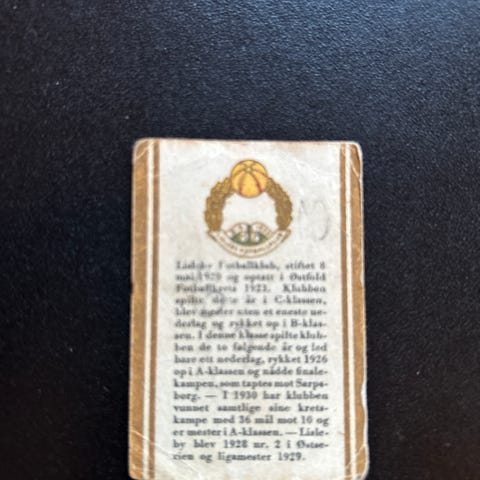 Lisleby Fotballklub, stiftet 8
mai 1920 og optatt i Østfold
Fotballkrets 1923. Klubben
spilte dette år i C-klassen,
blev mester uten et eneste ne-
derlag og rykket op i B-klas-
sen. I denne klasse spilte klub-
ben de to følgende år og led
bare ett nederlag, rykket 1926
op i A-klassen og nådde finale-
kampen, som taptes mot Sarps-
borg. — I 1930 har klubben
vunnet samtlige sine krets-
kampe med 36 mål mot 10 og
er mester i A-klassen. — Lisle-
by blev 1928 nr. 2 i Østse-
rien og ligamester 1929.